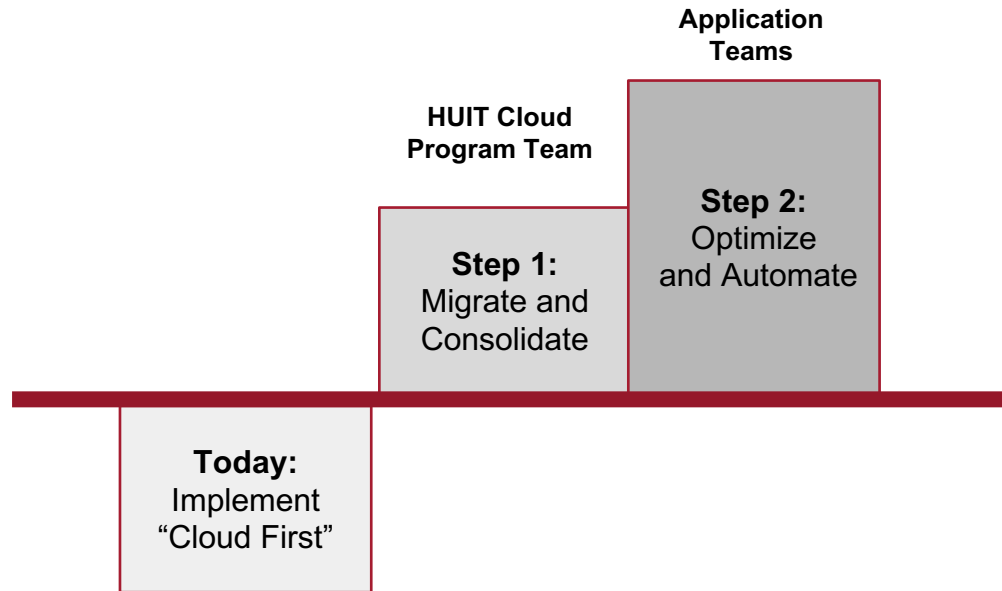 Application
Teams
HUIT Cloud
Program Team
Step 2:
Optimize
and Automate
Step 1:
Migrate and
Consolidate
Today:
Implement
“Cloud First”